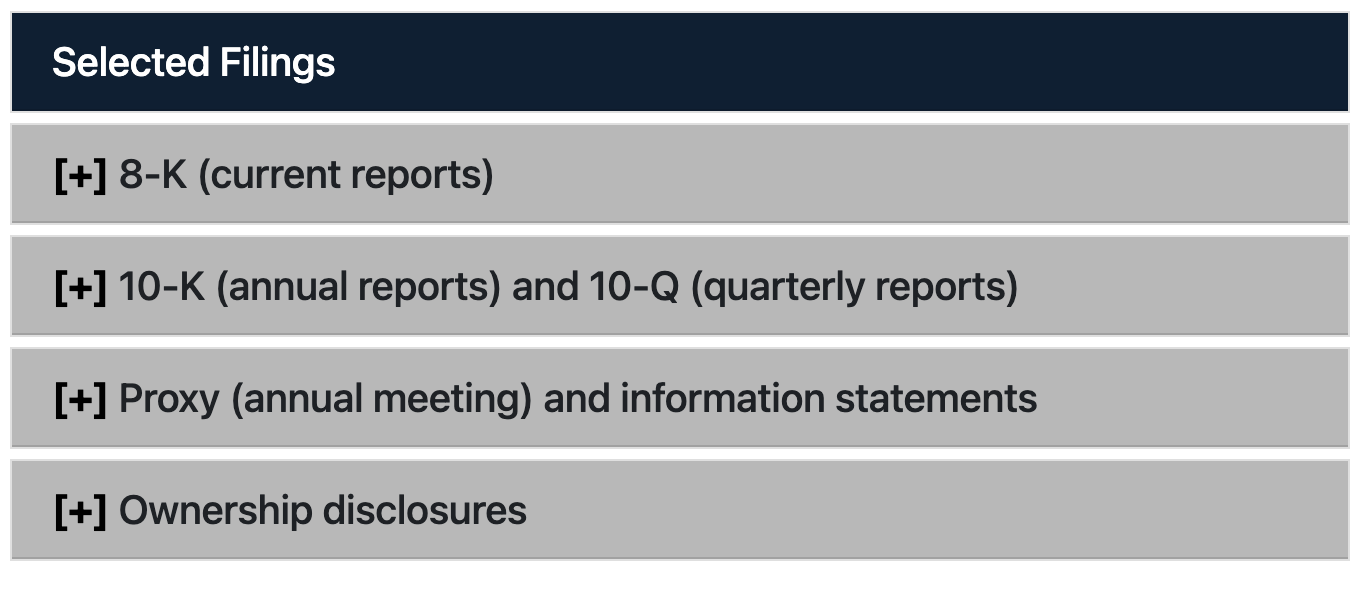 Selected Filings
[+] 8-K (current reports)
[+] 10-K (annual reports) and 10-Q (quarterly reports)
[+] Proxy (annual meeting) and information statements
[+] Ownership disclosures